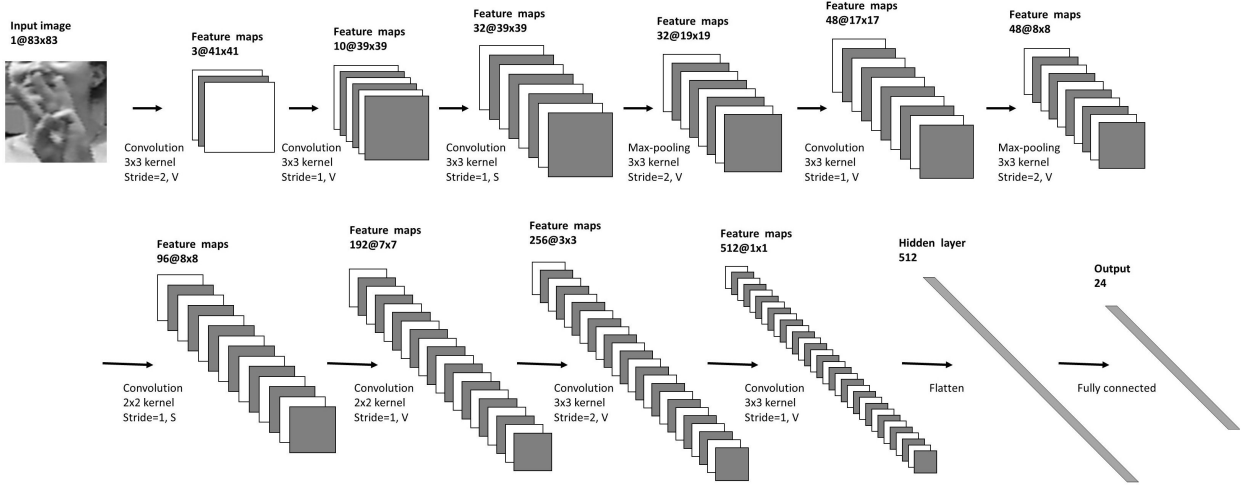 Input image
1@83x83
Convolution
3x3 kernel
Stride=2, V
Feature maps
3@41x41
Convolution
3x3 kernel
Stride=1, V
Feature maps
10@39x39
Convolution
3x3 kernel
Stride=1, S
Feature maps
32@39x39
Max-pooling
3x3 kernel
Stride=2, V
Feature maps
32@19x19
Convolution
3x3 kernel
Stride=1, V
Feature maps
48@17x17
Max-pooling
3x3 kernel
Stride=2, V
Feature maps
48@8x8
Convolution
2x2 kernel
Stride=1, S
Feature maps
96@8x8
Convolution
2x2 kernel
Stride=1, V
Feature maps
192@7x7
Convolution
3x3 kernel
Stride=2, V
Feature maps
256@3x3
Convolution
3x3 kernel
Stride=1, V
Feature maps
512@1x1
Flatten
Hidden layer
512
Fully connected
Output
24